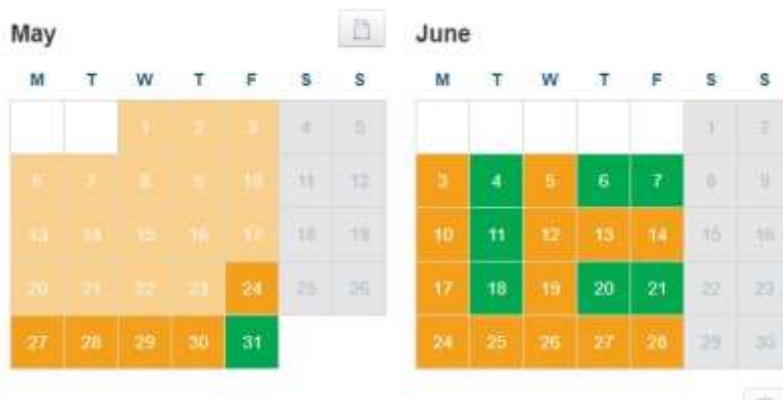 May
M T W T F S S
1 2 3 4 5
6 7 8 9 10 11 12
13 14 15 16 17 18 19
20 21 22 23 24 25 26
27 28 29 30 31
June
M T W T F S S
1 2
3 4 5 6 7 8 9
10 11 12 13 14 15 16
17 18 19 20 21 22 23
24 25 26 27 28 29 30